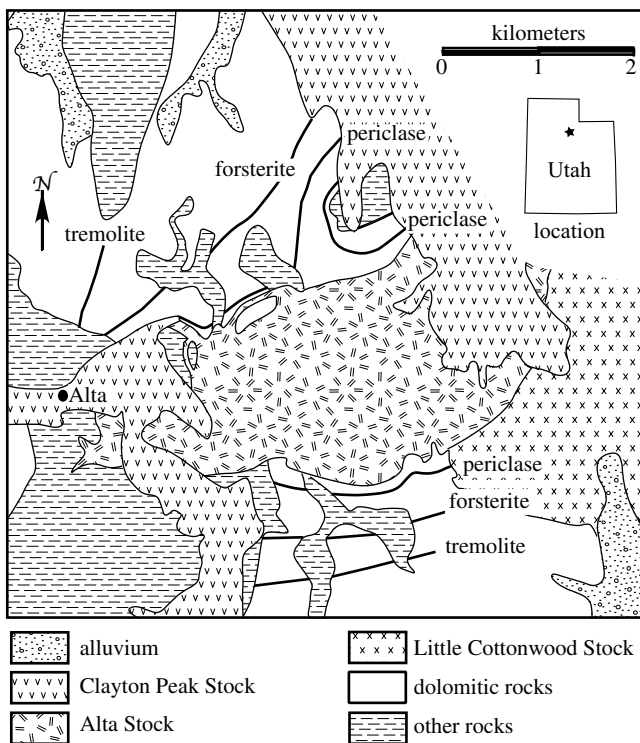 kilometers
0 1 2
periclase
forsterite
Utah
N
tremolite
periclase
location
Alta
periclase
forsterite
tremolite
alluvium
Little Cottonwood Stock
Clayton Peak Stock
dolomitic rocks
Alta Stock
other rocks